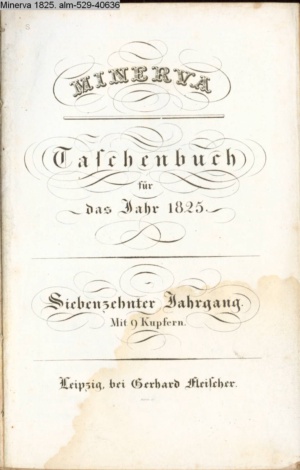 Minerva 1825. alm-529-40636
MINERVA
Taschenbuch
für
das Jahr 1825.
Siebenzehnter Jahrgang.
Mit 9 Kupfern.
Leipzig, bei Gerhard Fleischer.